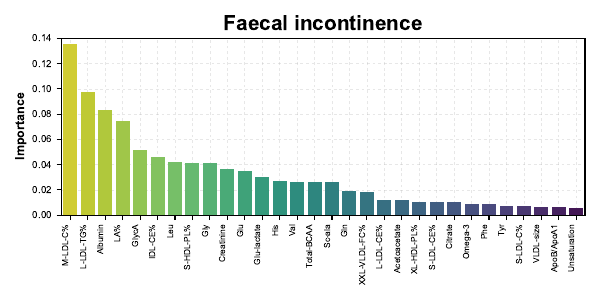 Faecal incontinence
Importance
0.14
0.12
0.10
0.08
0.06
0.04
0.02
0.00
M-LDL-C%
L-LDL-TG%
Albumin
LA%
GlycA
IDL-CE%
Leu
S-HDL-PL%
Gly
Creatinine
Glu
Glu-lactate
His
Val
Total-BCAA
Soala
Gln
XXL-VLDL-FC%
L-LDL-CE%
Acetoacetate
XL-HDL-PL%
S-LDL-CE%
Citrate
Omega-3
Phe
Tyr
S-LDL-C%
VLDL-size
ApoB/ApoA1
Unsaturation